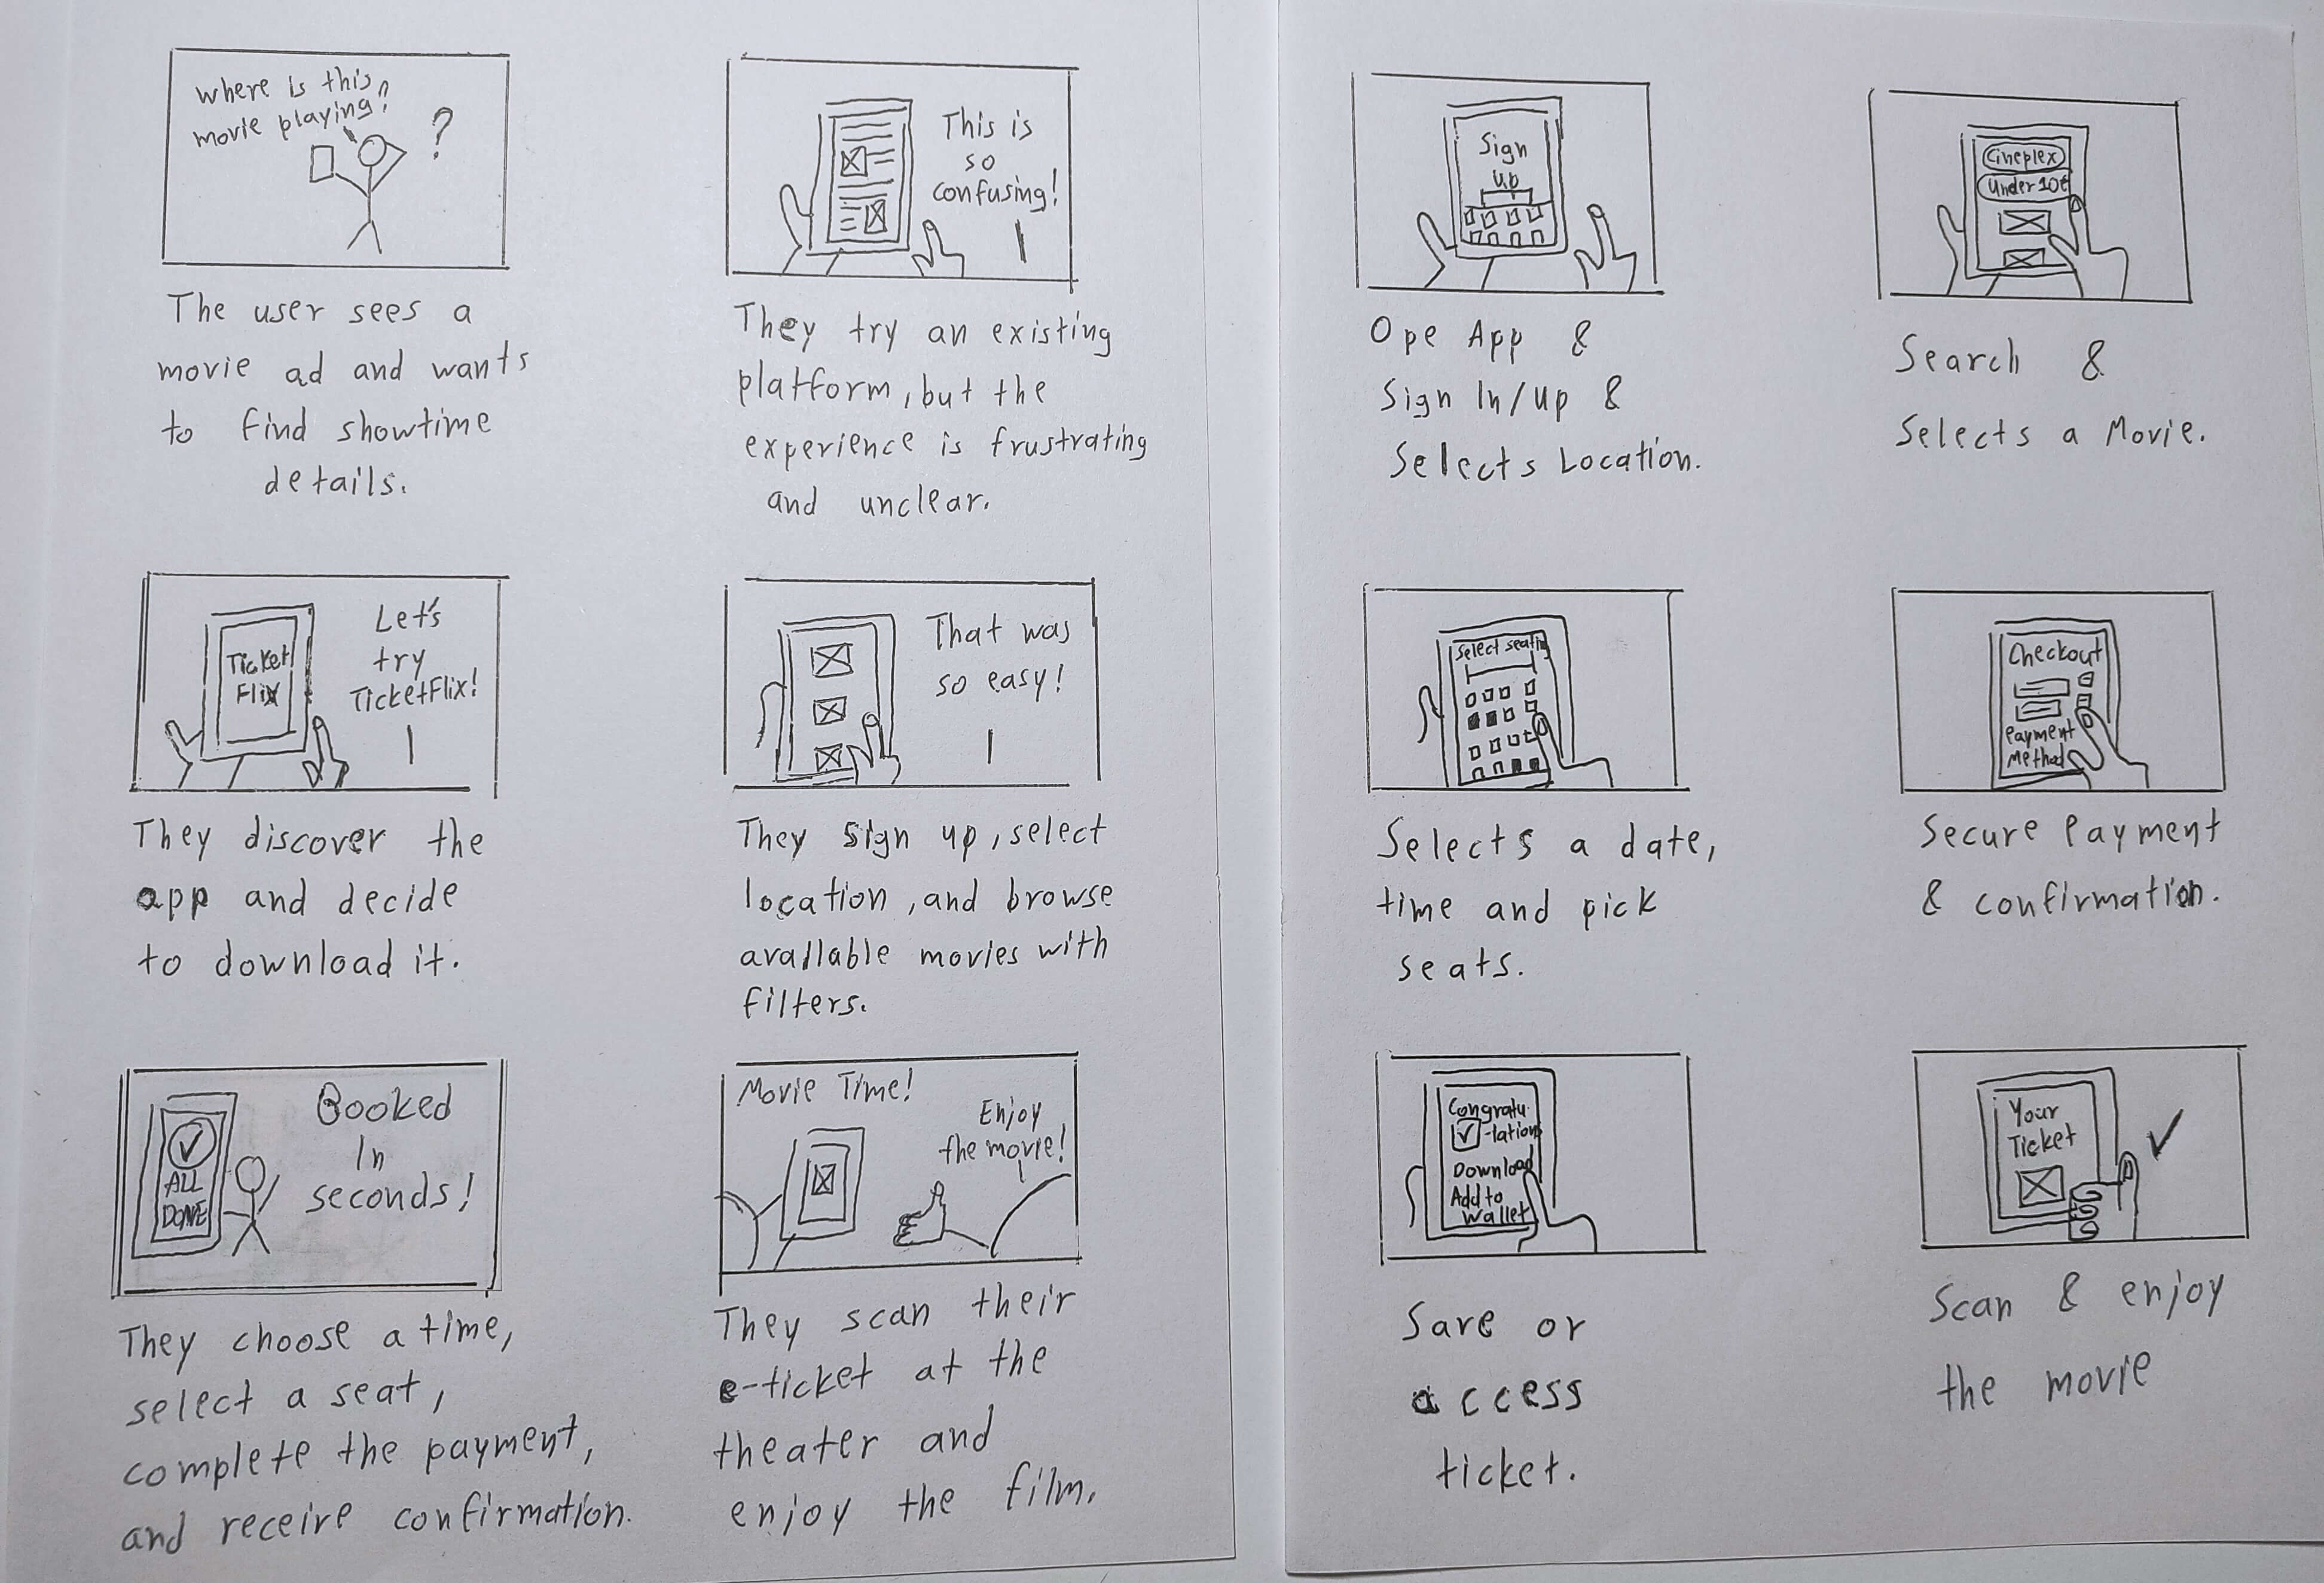 Where is this
movie playing?
?
The user sees a
movie ad and wants
to find showtime
details.
This is
so
confusing!
They try an existing
platform, but the
experience is frustrating
and unclear.
Ticket
Flix
Let's
try
TicketFlix!
They discover the
app and decide
to download it.
That was
so easy!
They sign up, select
location, and browse
available movies with
filters.
ALL
DONE
Booked
In
seconds!
They choose a time,
select a seat,
complete the payment,
and receive confirmation.
Movie Time!
Enjoy
the movie!
They scan their
e-ticket at the
theater and
enjoy the film.
Sign
up
Ope App &
Sign In/up &
Selects Location.
Cineplex
Under 10€
Search &
Selects a Movie.
Select seating
Selects a date,
time and pick
seats.
Checkout
Payment
Method
Secure Payment
& confirmation.
Congratu
-lation
Download
Add to
Wallet
Save or
access
ticket.
Your
Ticket
Scan & enjoy
the movie